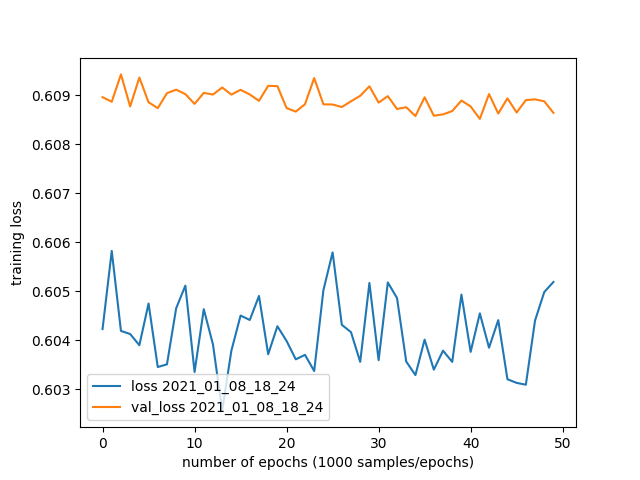 0.609
0.608
0.607
0.606
0.605
0.604
0.603
training loss
loss 2021_01_08_18_24
val_loss 2021_01_08_18_24
0 10 20 30 40 50
number of epochs (1000 samples/epochs)